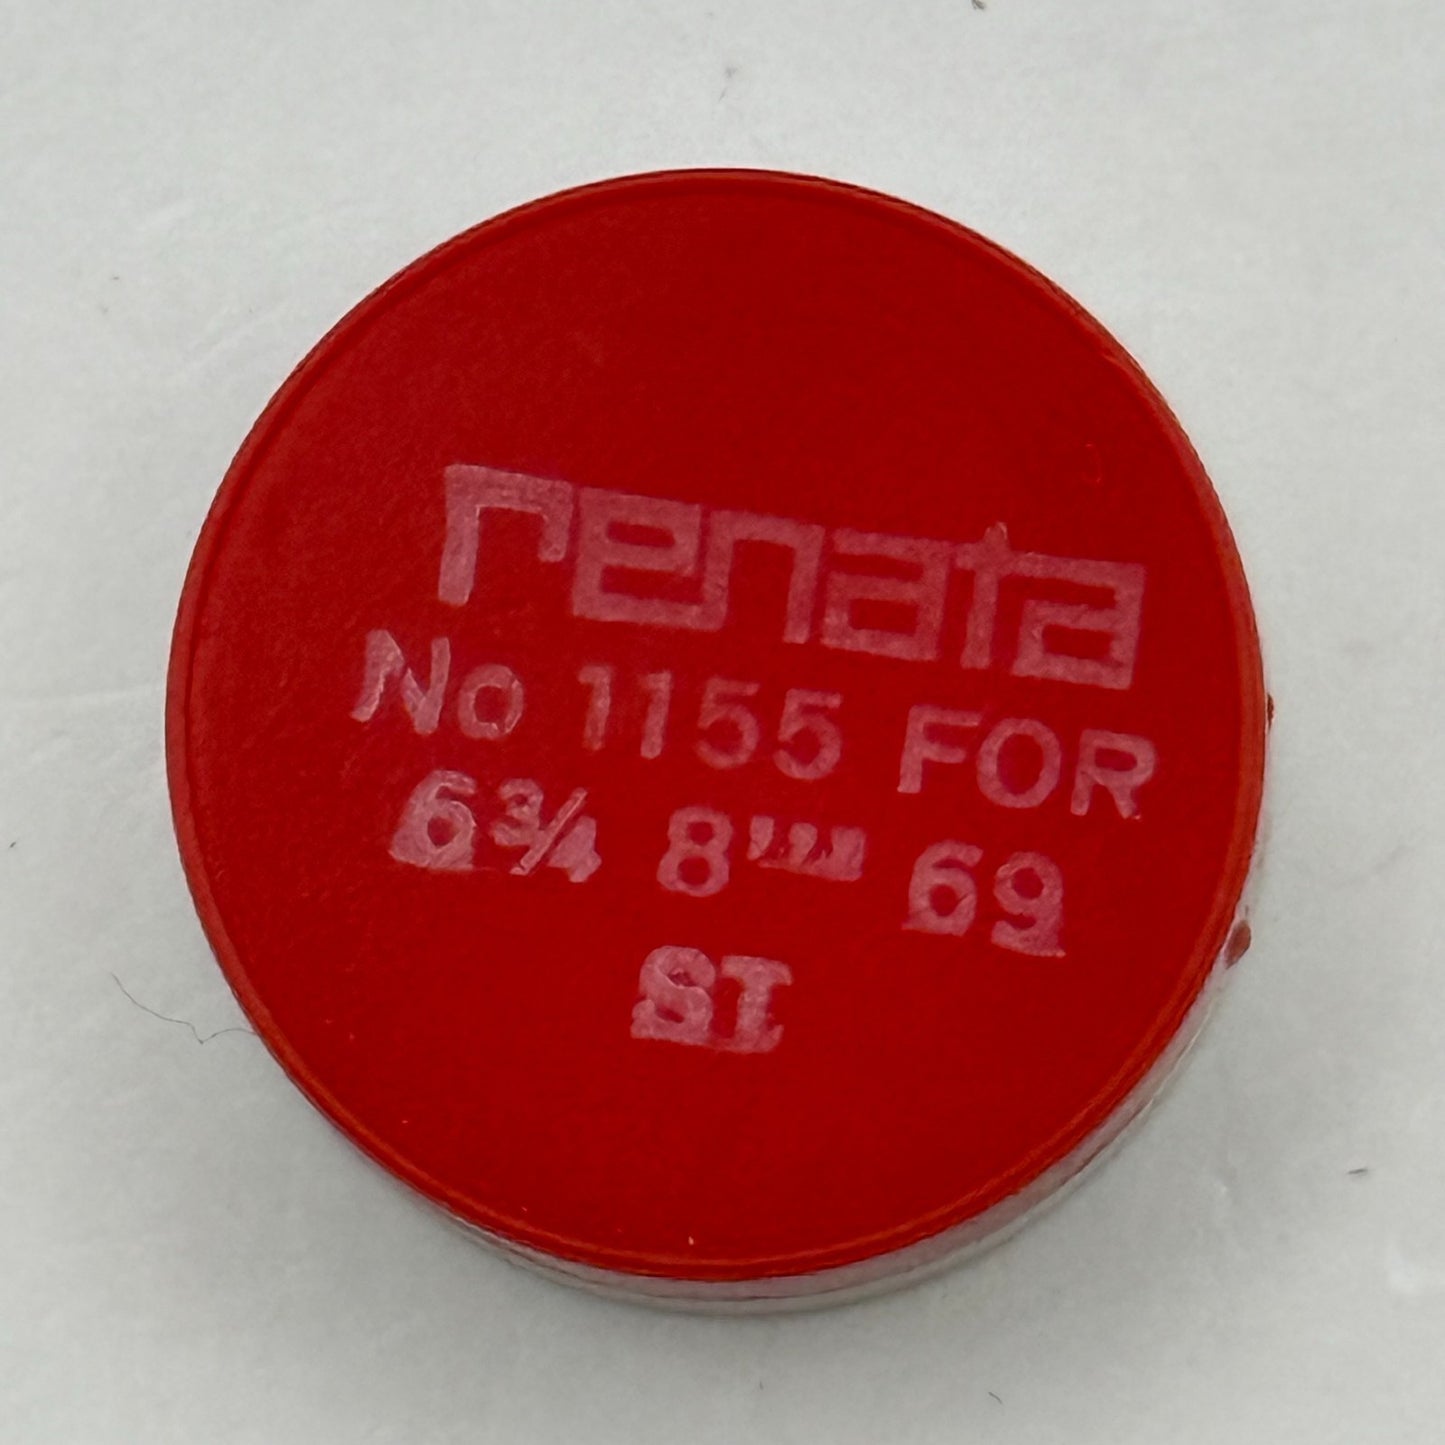 renata
No 1155 FOR
6¾ 8''' 69
ST